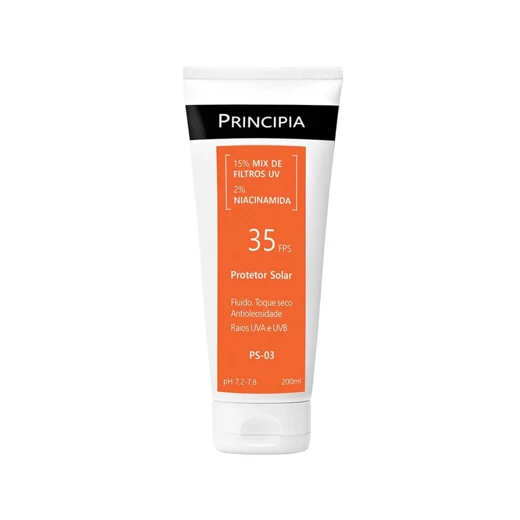 PRINCIPIA
15% MIX DE
FILTROS UV
2%
NIACINAMIDA
35 FPS
Protetor Solar
Fluido. Toque seco
Antioleosidade
Raios UVA e UVB
PS-03
pH 7,2-7,8 200ml